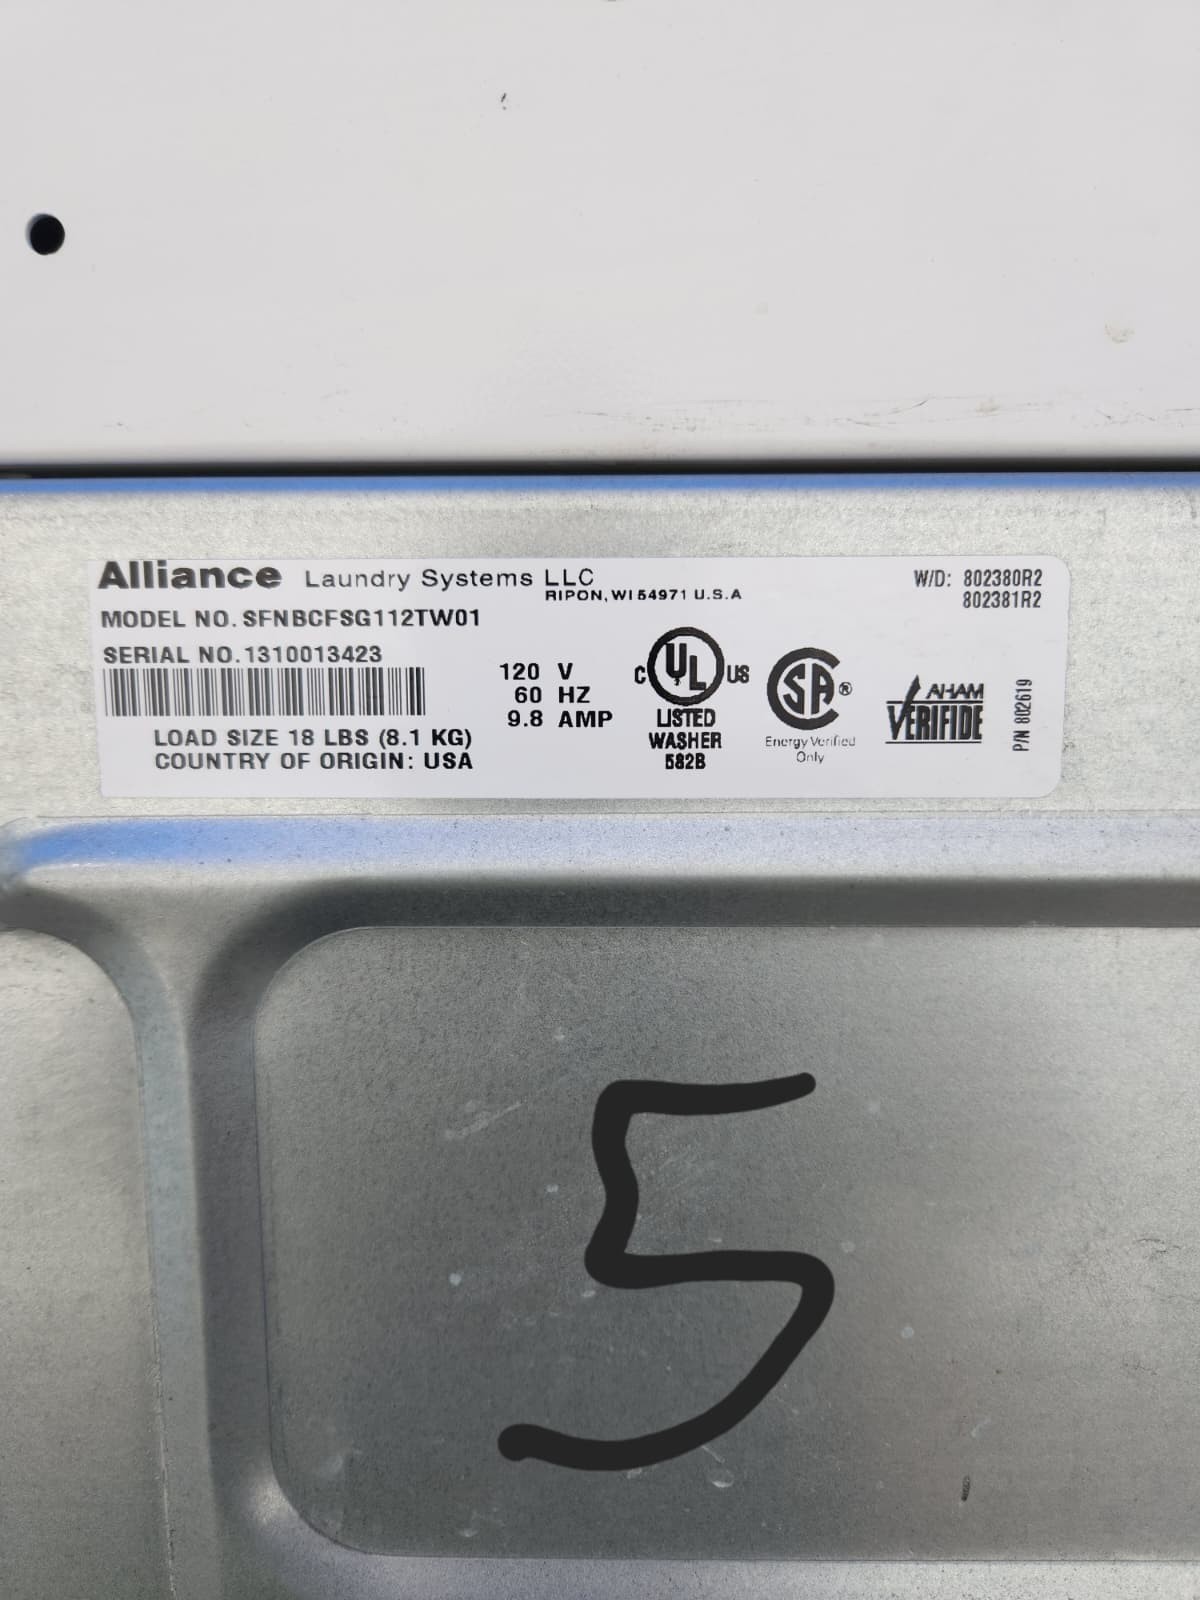 Alliance Laundry Systems LLC
RIPON, WI 54971 U.S.A
W/D: 802380R2
802381R2
MODEL NO. SFNBCFSG112TW01
SERIAL NO. 1310013423
LOAD SIZE 18 LBS (8.1 KG)
COUNTRY OF ORIGIN: USA
120 V
60 HZ
9.8 AMP
C UL US
LISTED
WASHER
582B
SA ®
Energy Verified
Only
AHAM
VERIFIDE
P/N 802619
5